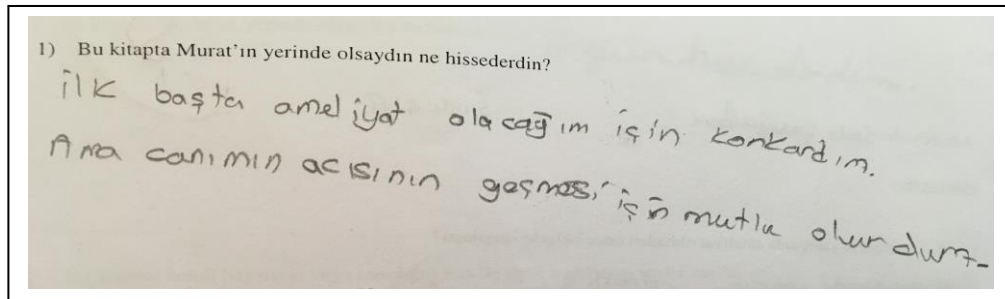 1) Bu kitapta Murat'ın yerinde olsaydın ne hissederdin?
İlk başta ameliyat olacağım için korkardım.
Ama canımın acısının geçmesi için mutlu olurdum.